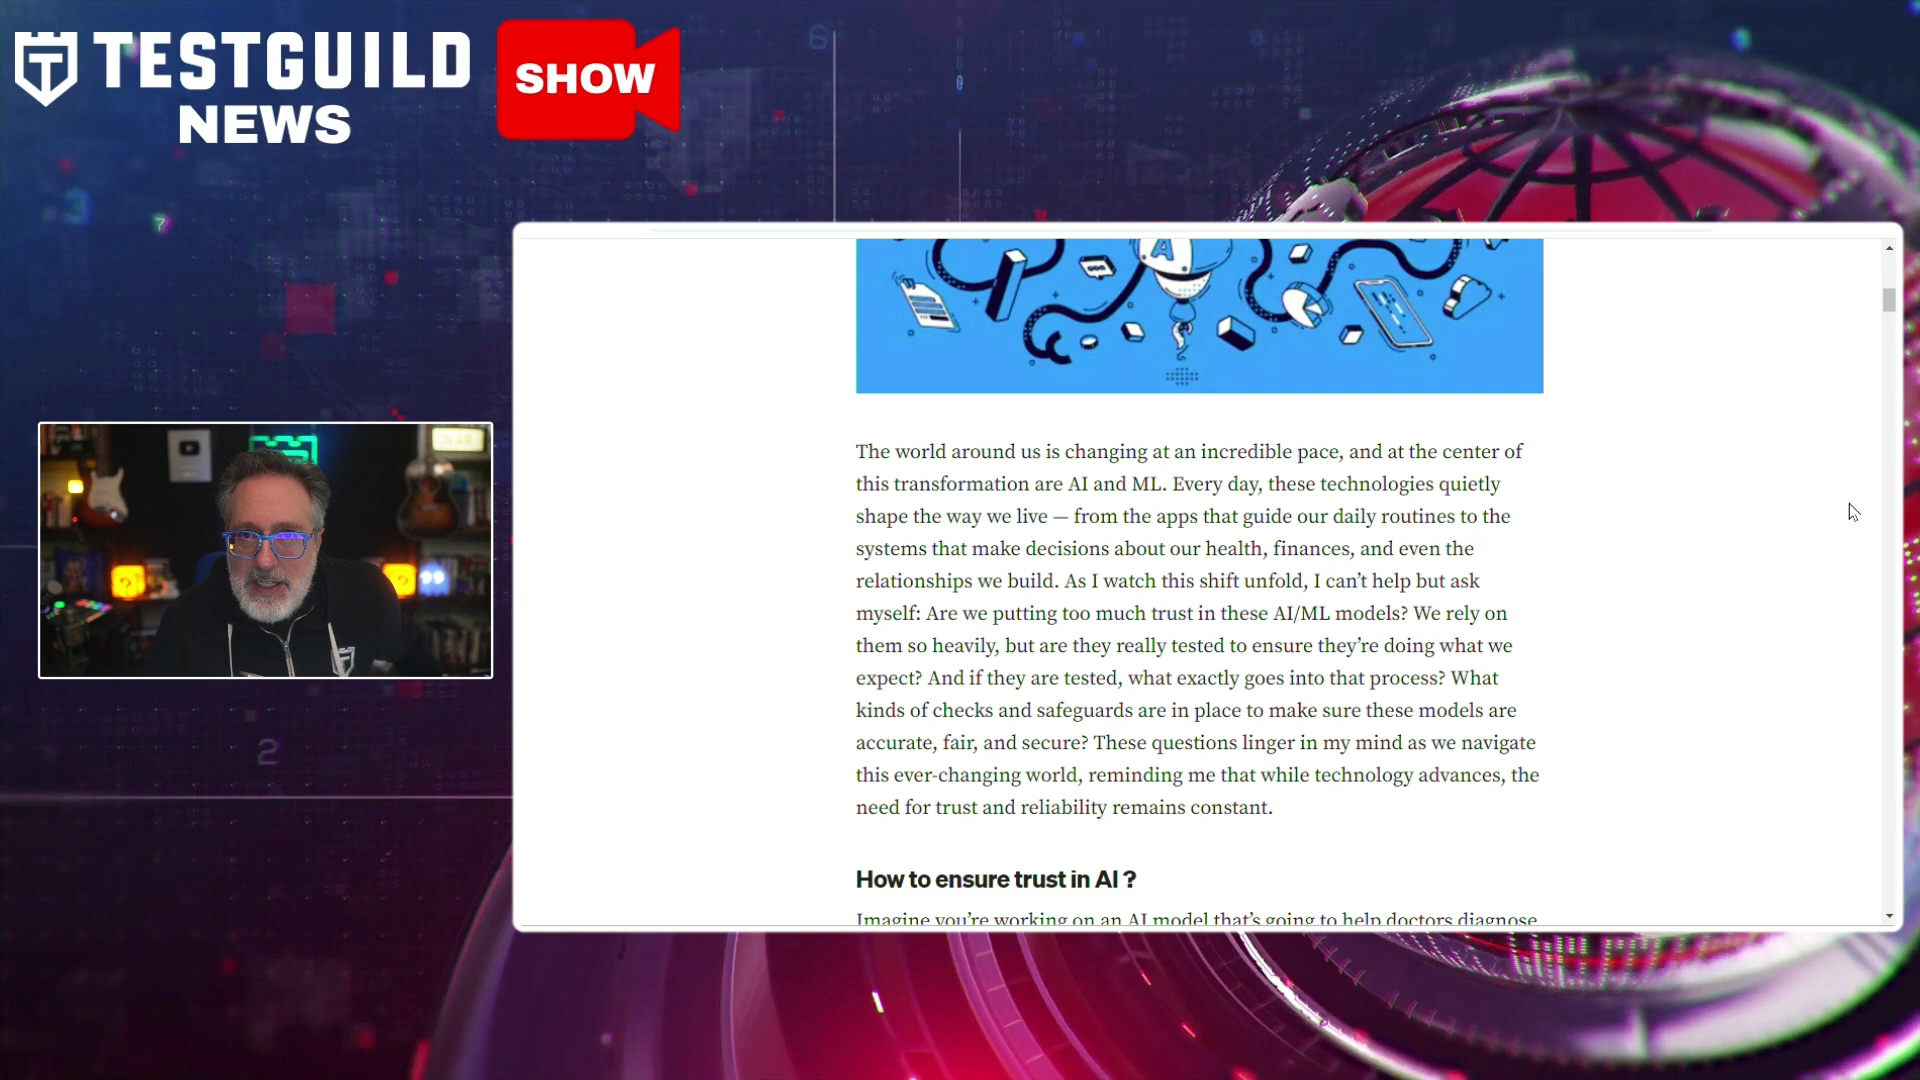 TESTGUILD
NEWS
SHOW
The world around us is changing at an incredible pace, and at the center of
this transformation are AI and ML. Every day, these technologies quietly
shape the way we live — from the apps that guide our daily routines to the
systems that make decisions about our health, finances, and even the
relationships we build. As I watch this shift unfold, I can’t help but ask
myself: Are we putting too much trust in these AI/ML models? We rely on
them so heavily, but are they really tested to ensure they’re doing what we
expect? And if they are tested, what exactly goes into that process? What
kinds of checks and safeguards are in place to make sure these models are
accurate, fair, and secure? These questions linger in my mind as we navigate
this ever-changing world, reminding me that while technology advances, the
need for trust and reliability remains constant.
How to ensure trust in AI ?
Imagine you’re working on an AI model that’s going to help doctors diagnose